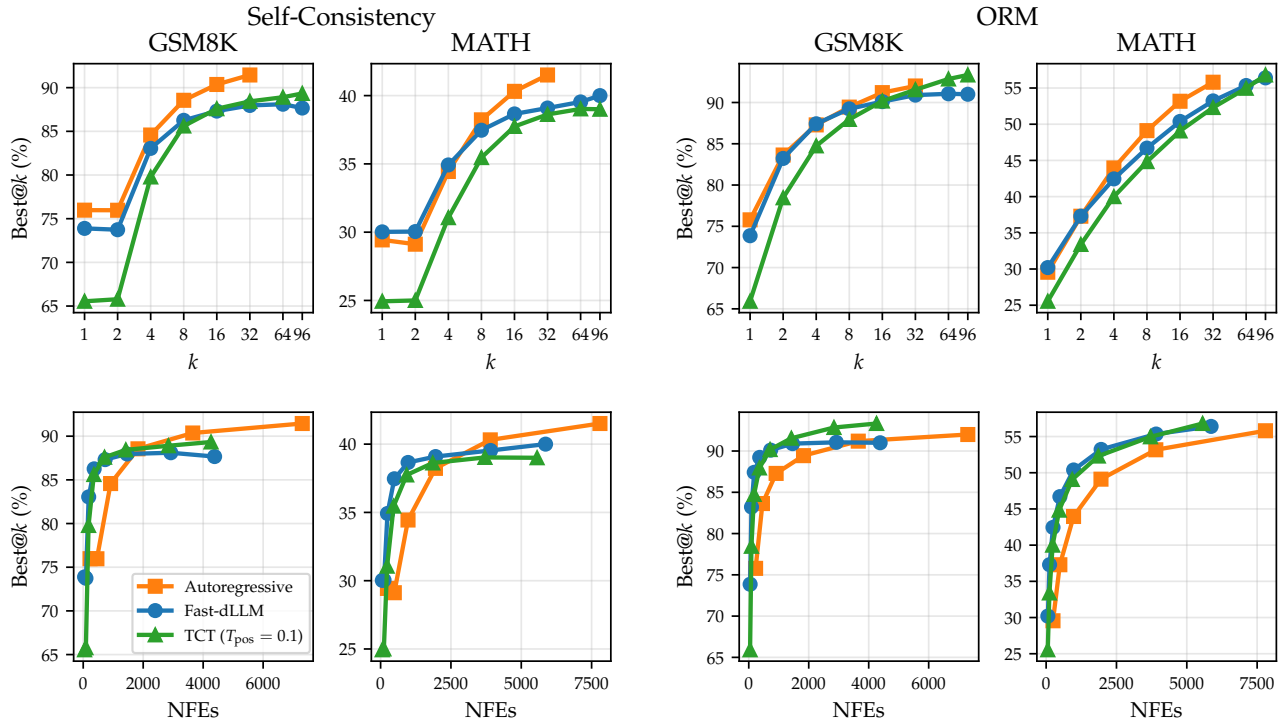 Self-Consistency
ORM
GSM8K
MATH
GSM8K
MATH
Best@k (%)
90
85
80
75
70
65
1 2 4 8 16 32 64 96
k
40
35
30
25
1 2 4 8 16 32 64 96
k
Best@k (%)
90
85
80
75
70
65
1 2 4 8 16 32 64 96
k
55
50
45
40
35
30
25
1 2 4 8 16 32 64 96
k
Best@k (%)
90
85
80
75
70
65
Autoregressive
Fast-dLLM
TCT (T_pos = 0.1)
0 2000 4000 6000
NFEs
40
35
30
25
0 2500 5000 7500
NFEs
Best@k (%)
90
85
80
75
70
65
0 2000 4000 6000
NFEs
55
50
45
40
35
30
25
0 2500 5000 7500
NFEs